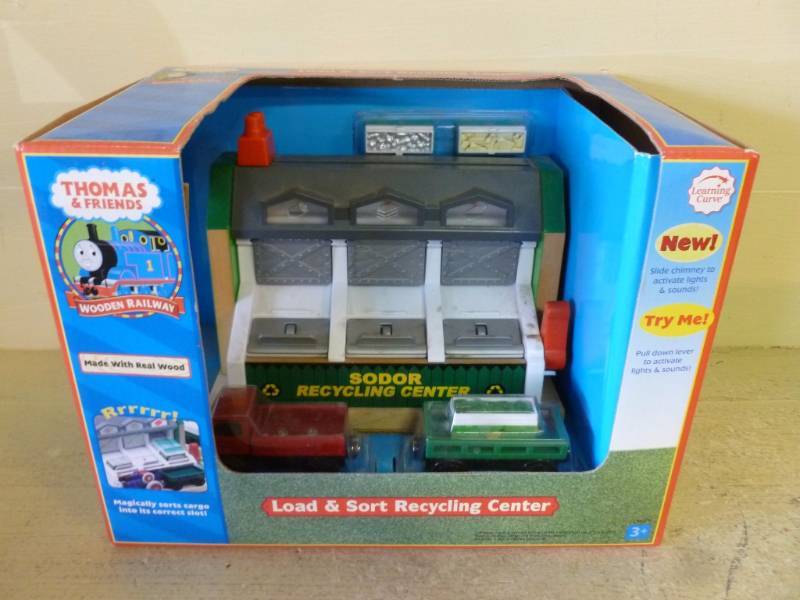 THOMAS
& FRIENDS
1
WOODEN RAILWAY
Made With Real Wood
Rrrrrr!
Magically sorts cargo
into its correct slot!
SODOR
RECYCLING CENTER
Load & Sort Recycling Center
Learning
Curve
New!
Slide chimney to
activate lights
& sounds!
Try Me!
Pull down lever
to activate
lights & sounds!
3+